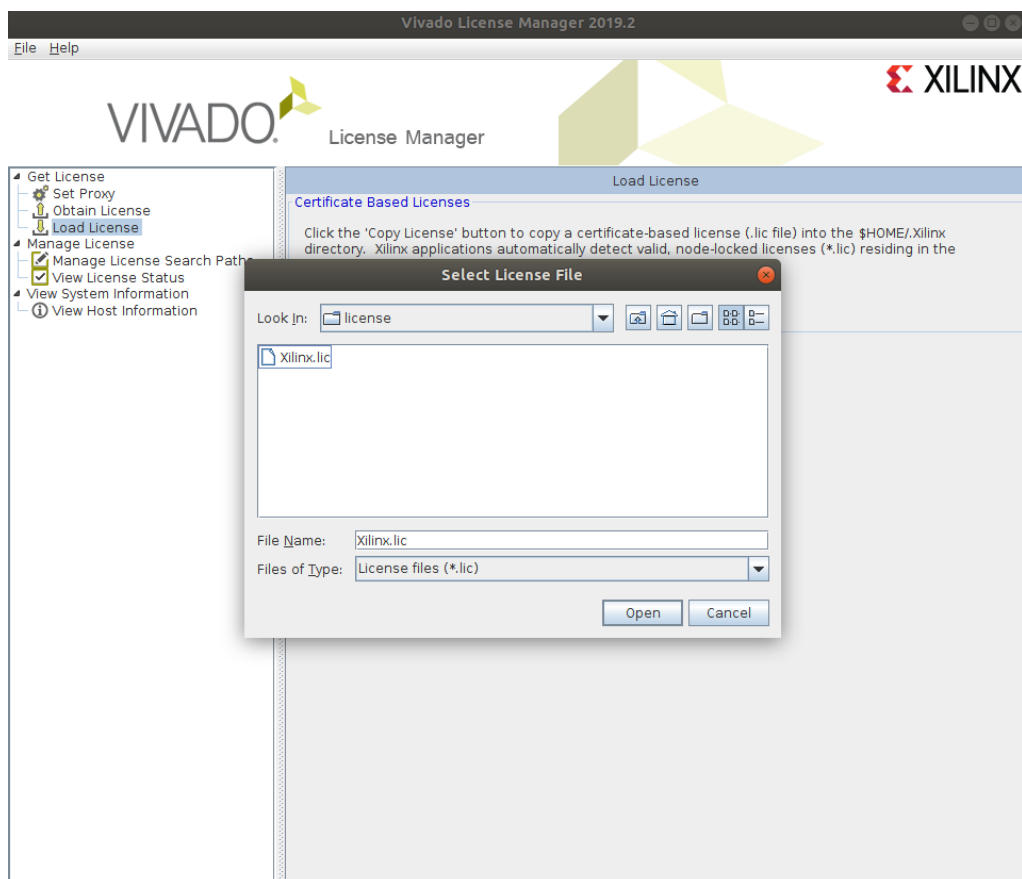 Vivado License Manager 2019.2
File Help
VIVADO.
License Manager
XILINX
Get License
Set Proxy
Obtain License
Load License
Manage License
Manage License Search Paths
View License Status
View System Information
View Host Information
Load License
Certificate Based Licenses
Click the 'Copy License' button to copy a certificate-based license (.lic file) into the $HOME/.Xilinx
directory. Xilinx applications automatically detect valid, node-locked licenses (*.lic) residing in the
Select License File
Look In: license
Xilinx.lic
File Name: Xilinx.lic
Files of Type: License files (*.lic)
Open Cancel